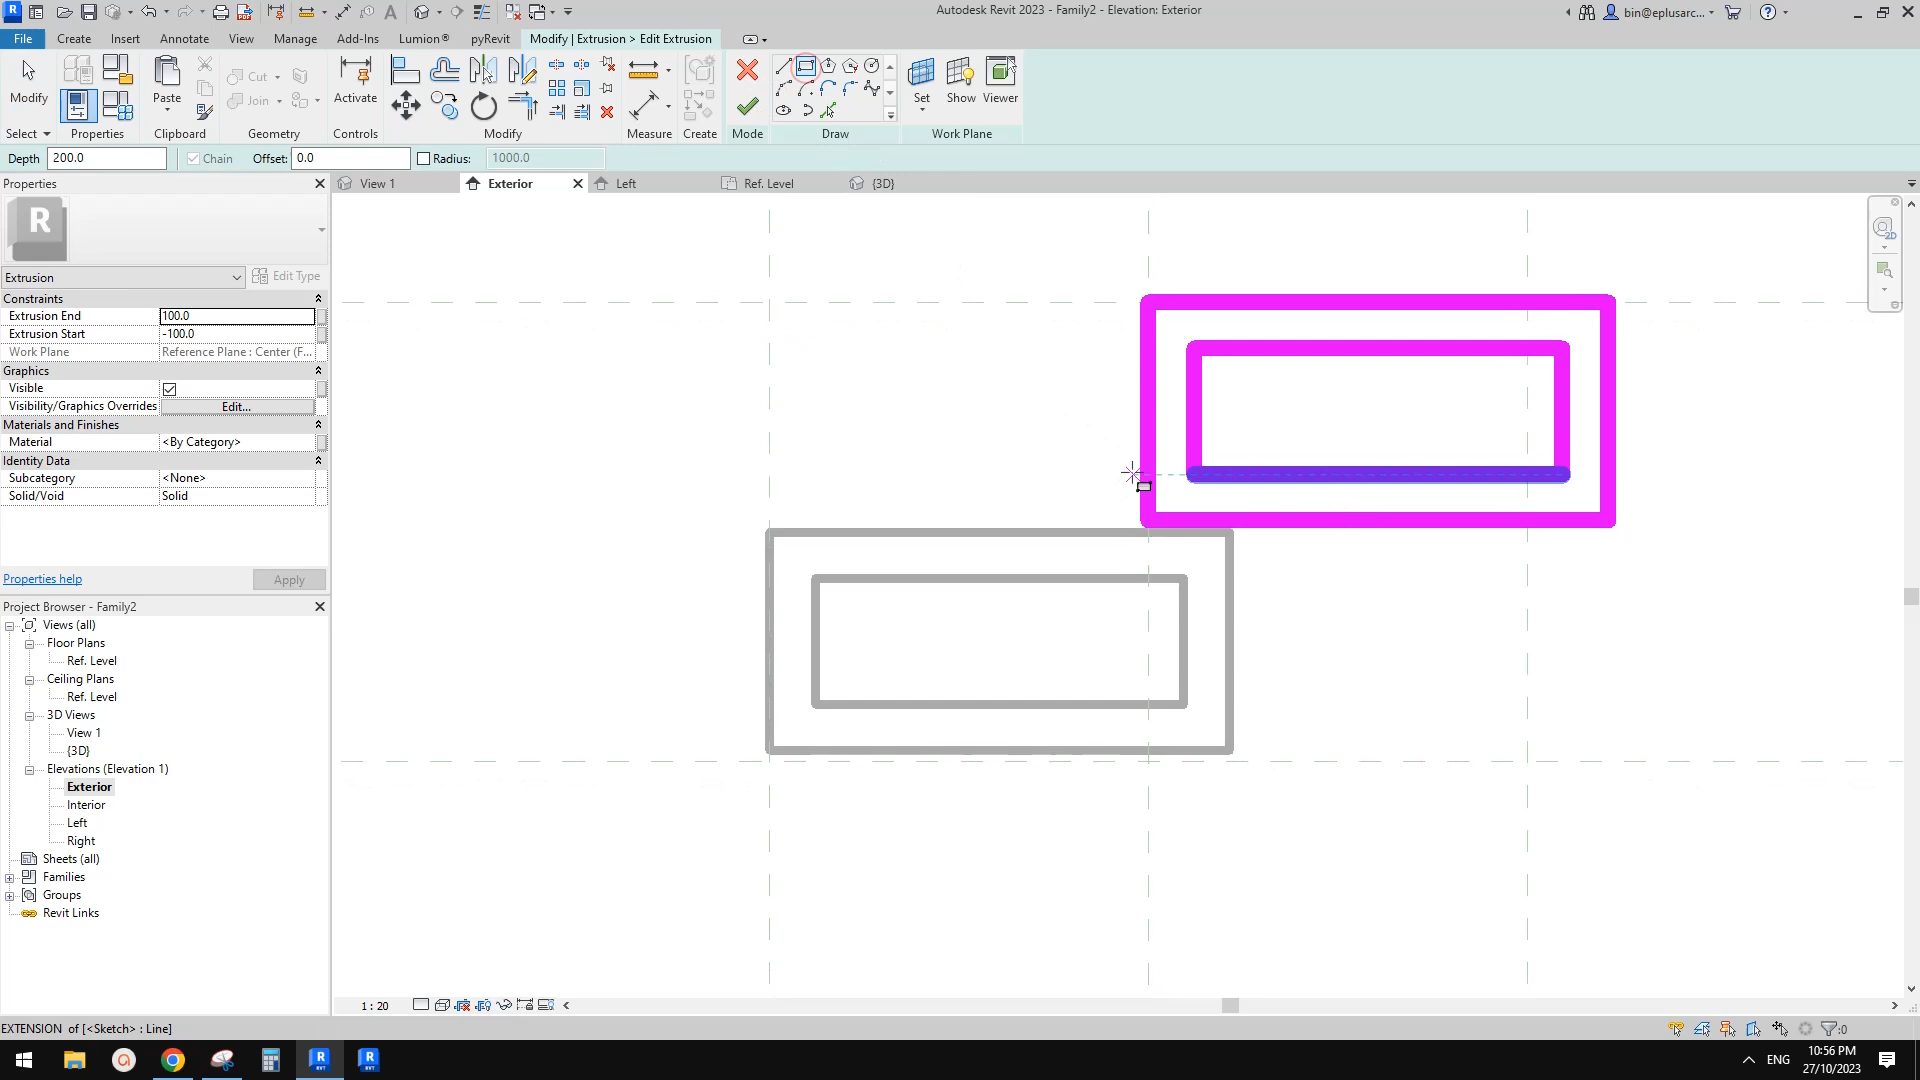 Autodesk Revit 2023 - Family2 - Elevation: Exterior
bin@eplusarc...
File Create Insert Annotate View Manage Add-Ins Lumion® pyRevit Modify | Extrusion > Edit Extrusion
Modify Paste Cut Join Activate Set Show Viewer
Select Properties Clipboard Geometry Controls Modify Measure Create Mode Draw Work Plane
Depth 200.0 Chain Offset: 0.0 Radius: 1000.0
Properties
View 1 Exterior Left Ref. Level {3D}
R
Extrusion Edit Type
Constraints
Extrusion End 100.0
Extrusion Start -100.0
Work Plane Reference Plane : Center (F...
Graphics
Visible
Visibility/Graphics Overrides Edit...
Materials and Finishes
Material <By Category>
Identity Data
Subcategory <None>
Solid/Void Solid
Properties help Apply
Project Browser - Family2
Views (all)
Floor Plans
Ref. Level
Ceiling Plans
Ref. Level
3D Views
View 1
{3D}
Elevations (Elevation 1)
Exterior
Interior
Left
Right
Sheets (all)
Families
Groups
Revit Links
1 : 20
EXTENSION of [<Sketch> : Line]
:0
ENG
10:56 PM
27/10/2023